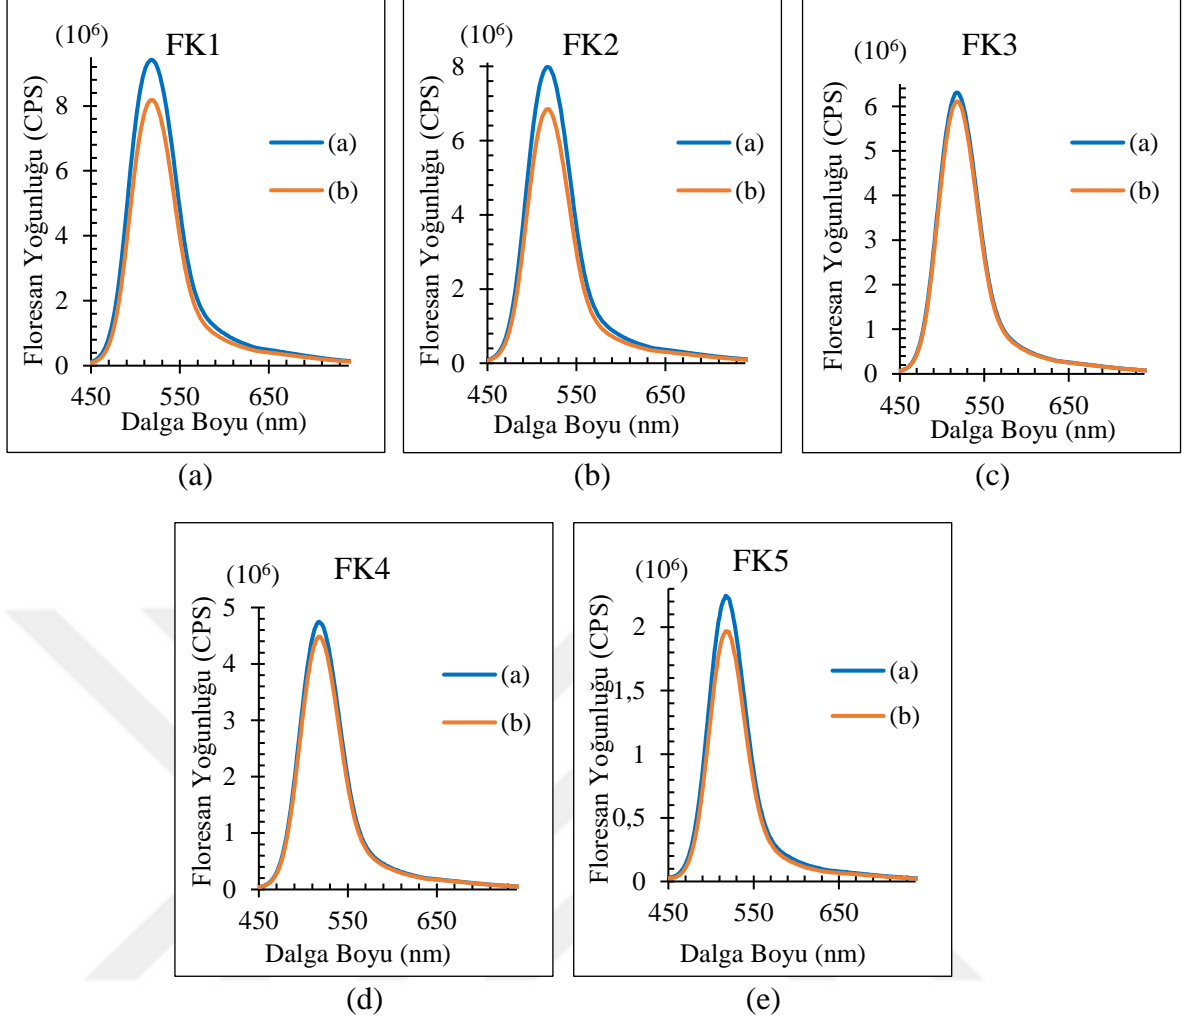 (10⁶)
FK1
Floresan Yoğunluğu (CPS)
8
6
4
2
0
450
550
650
Dalga Boyu (nm)
(a)
(b)
(a)
(10⁶)
FK2
Floresan Yoğunluğu (CPS)
8
6
4
2
0
450
550
650
Dalga Boyu (nm)
(a)
(b)
(b)
(10⁶)
FK3
Floresan Yoğunluğu (CPS)
6
5
4
3
2
1
0
450
550
650
Dalga Boyu (nm)
(a)
(b)
(c)
(10⁶)
FK4
Floresan Yoğunluğu (CPS)
5
4
3
2
1
0
450
550
650
Dalga Boyu (nm)
(a)
(b)
(d)
(10⁶)
FK5
Floresan Yoğunluğu (CPS)
2
1,5
1
0,5
0
450
550
650
Dalga Boyu (nm)
(a)
(b)
(e)